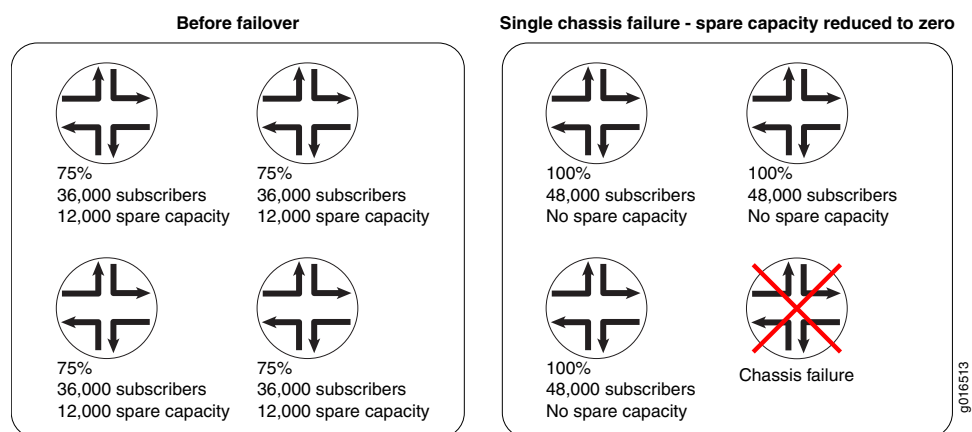 Before failover
Single chassis failure - spare capacity reduced to zero
75%
36,000 subscribers
12,000 spare capacity
75%
36,000 subscribers
12,000 spare capacity
75%
36,000 subscribers
12,000 spare capacity
75%
36,000 subscribers
12,000 spare capacity
100%
48,000 subscribers
No spare capacity
100%
48,000 subscribers
No spare capacity
100%
48,000 subscribers
No spare capacity
Chassis failure
g016513